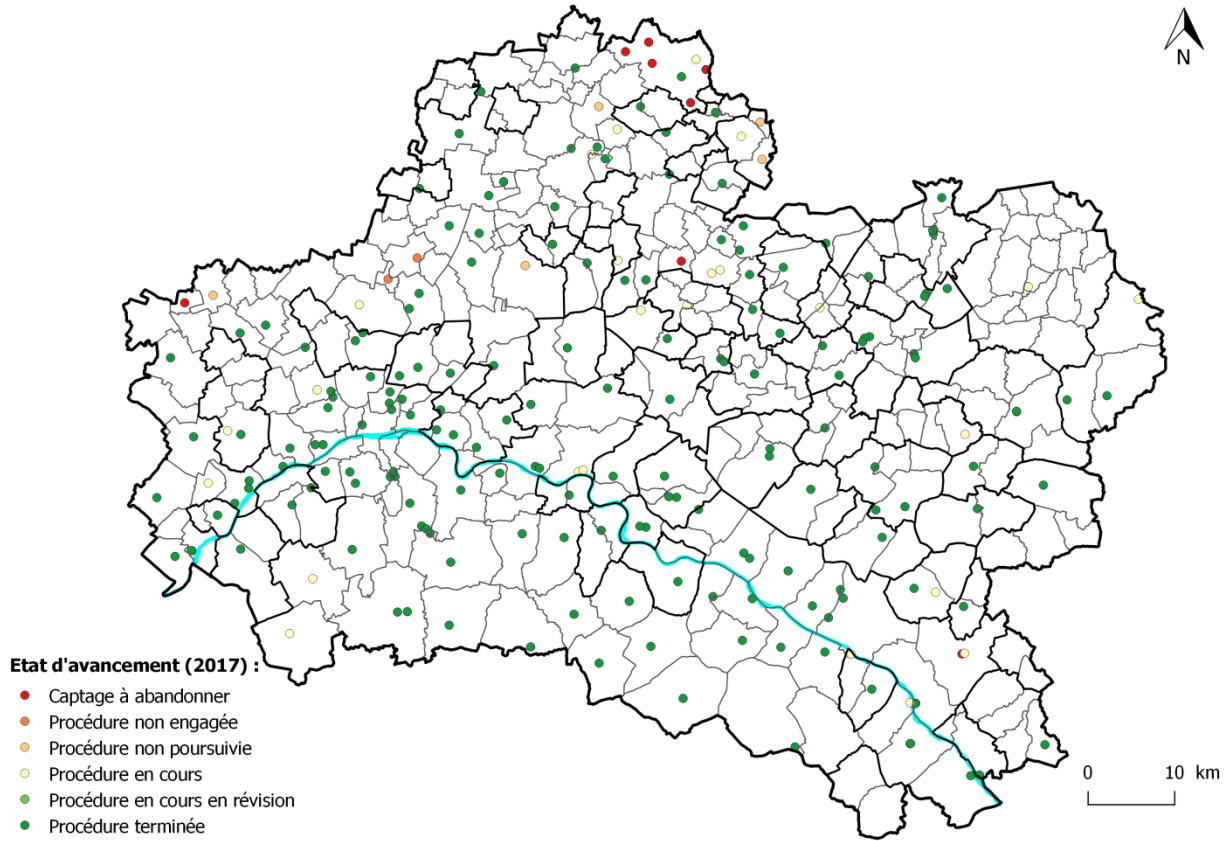 N
Etat d'avancement (2017) :
Captage à abandonner
Procédure non engagée
Procédure non poursuivie
Procédure en cours
Procédure en cours en révision
Procédure terminée
0 10 km